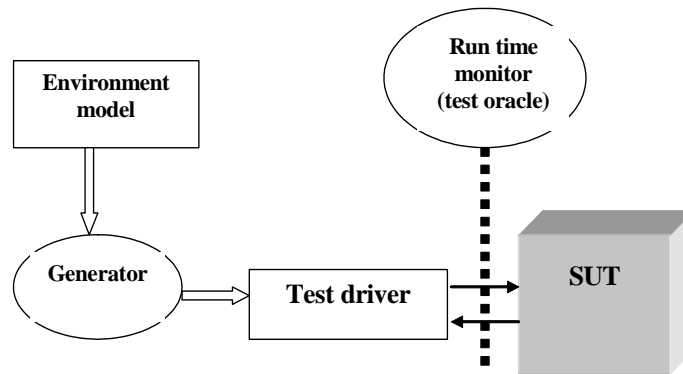 Environment
model
Run time
monitor
(test oracle)
Generator
Test driver
SUT